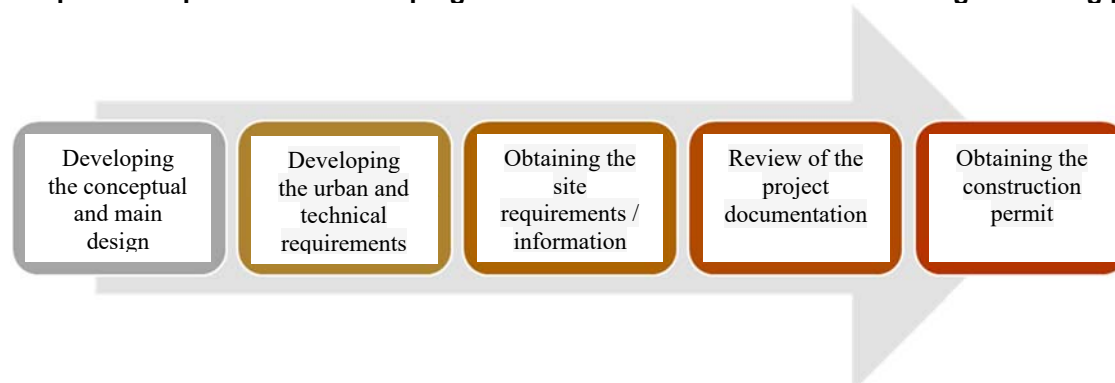 Developing
the conceptual
and main
design
Developing
the urban and
technical
requirements
Obtaining the
site
requirements /
information
Review of the
project
documentation
Obtaining the
construction
permit